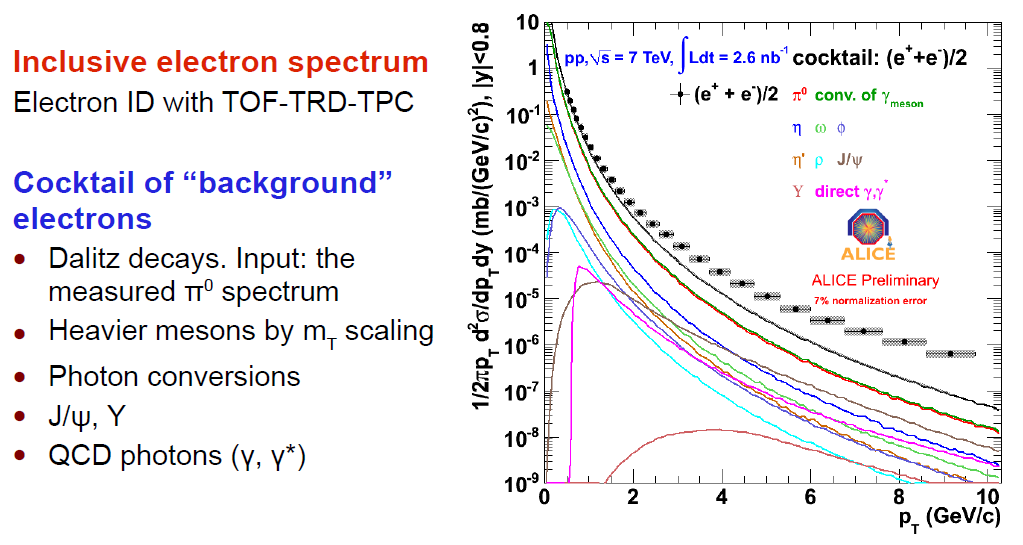 Inclusive electron spectrum
Electron ID with TOF-TRD-TPC
Cocktail of “background”
electrons
• Dalitz decays. Input: the
measured π⁰ spectrum
• Heavier mesons by m_T scaling
• Photon conversions
• J/ψ, Υ
• QCD photons (γ, γ*)
1/2πp_T d²σ/dp_T dy (mb/(GeV/c)²), |y|<0.8
10
1
10⁻¹
10⁻²
10⁻³
10⁻⁴
10⁻⁵
10⁻⁶
10⁻⁷
10⁻⁸
10⁻⁹
pp, √s = 7 TeV, ∫Ldt = 2.6 nb⁻¹ cocktail: (e⁺+e⁻)/2
(e⁺ + e⁻)/2
π⁰ conv. of γ_meson
η ω ϕ
η' ρ J/ψ
Υ direct γ,γ*
ALICE
ALICE Preliminary
7% normalization error
0 2 4 6 8 10
p_T (GeV/c)